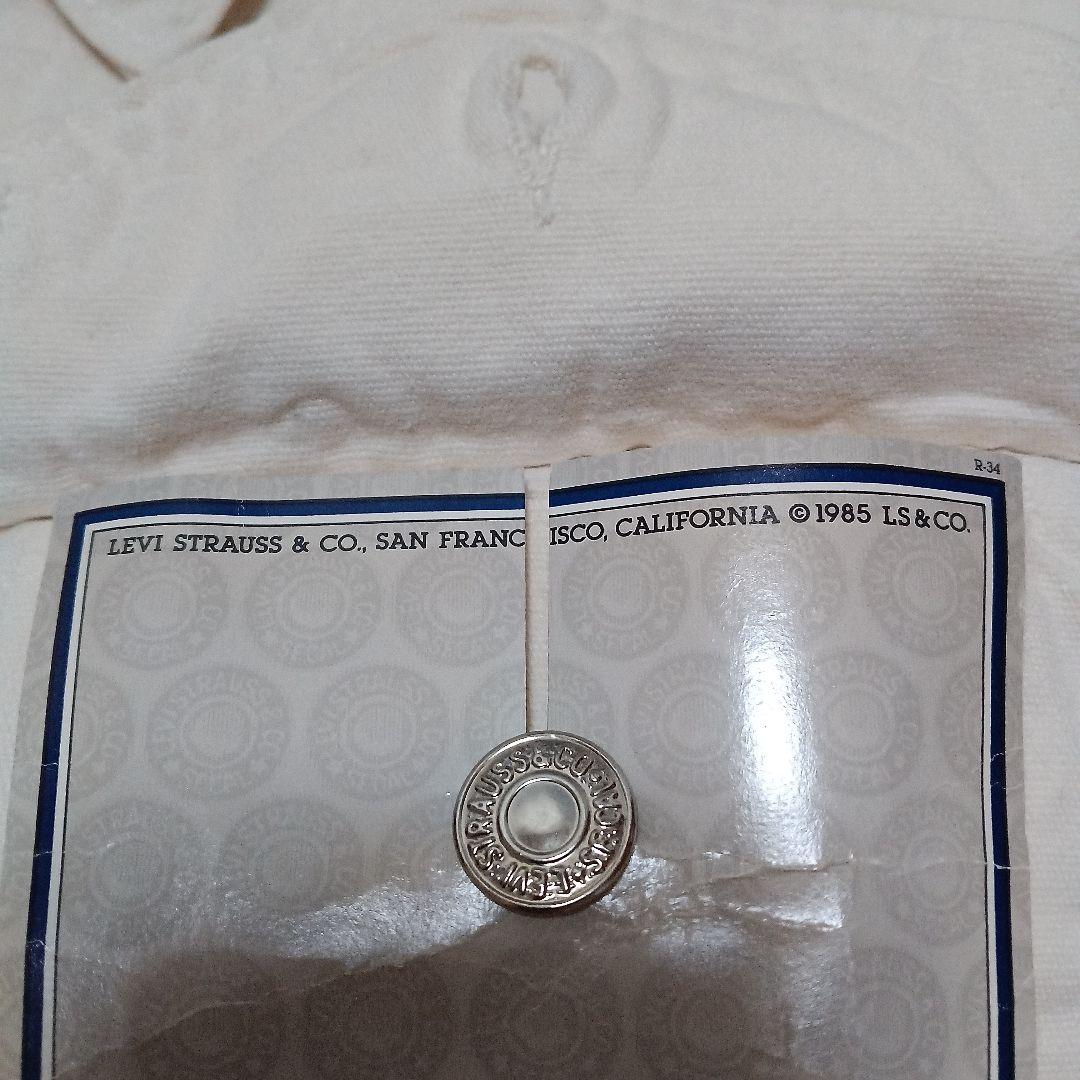 R-34
LEVI STRAUSS & CO., SAN FRANCISCO, CALIFORNIA © 1985 LS&CO.
LEVI STRAUSS & CO